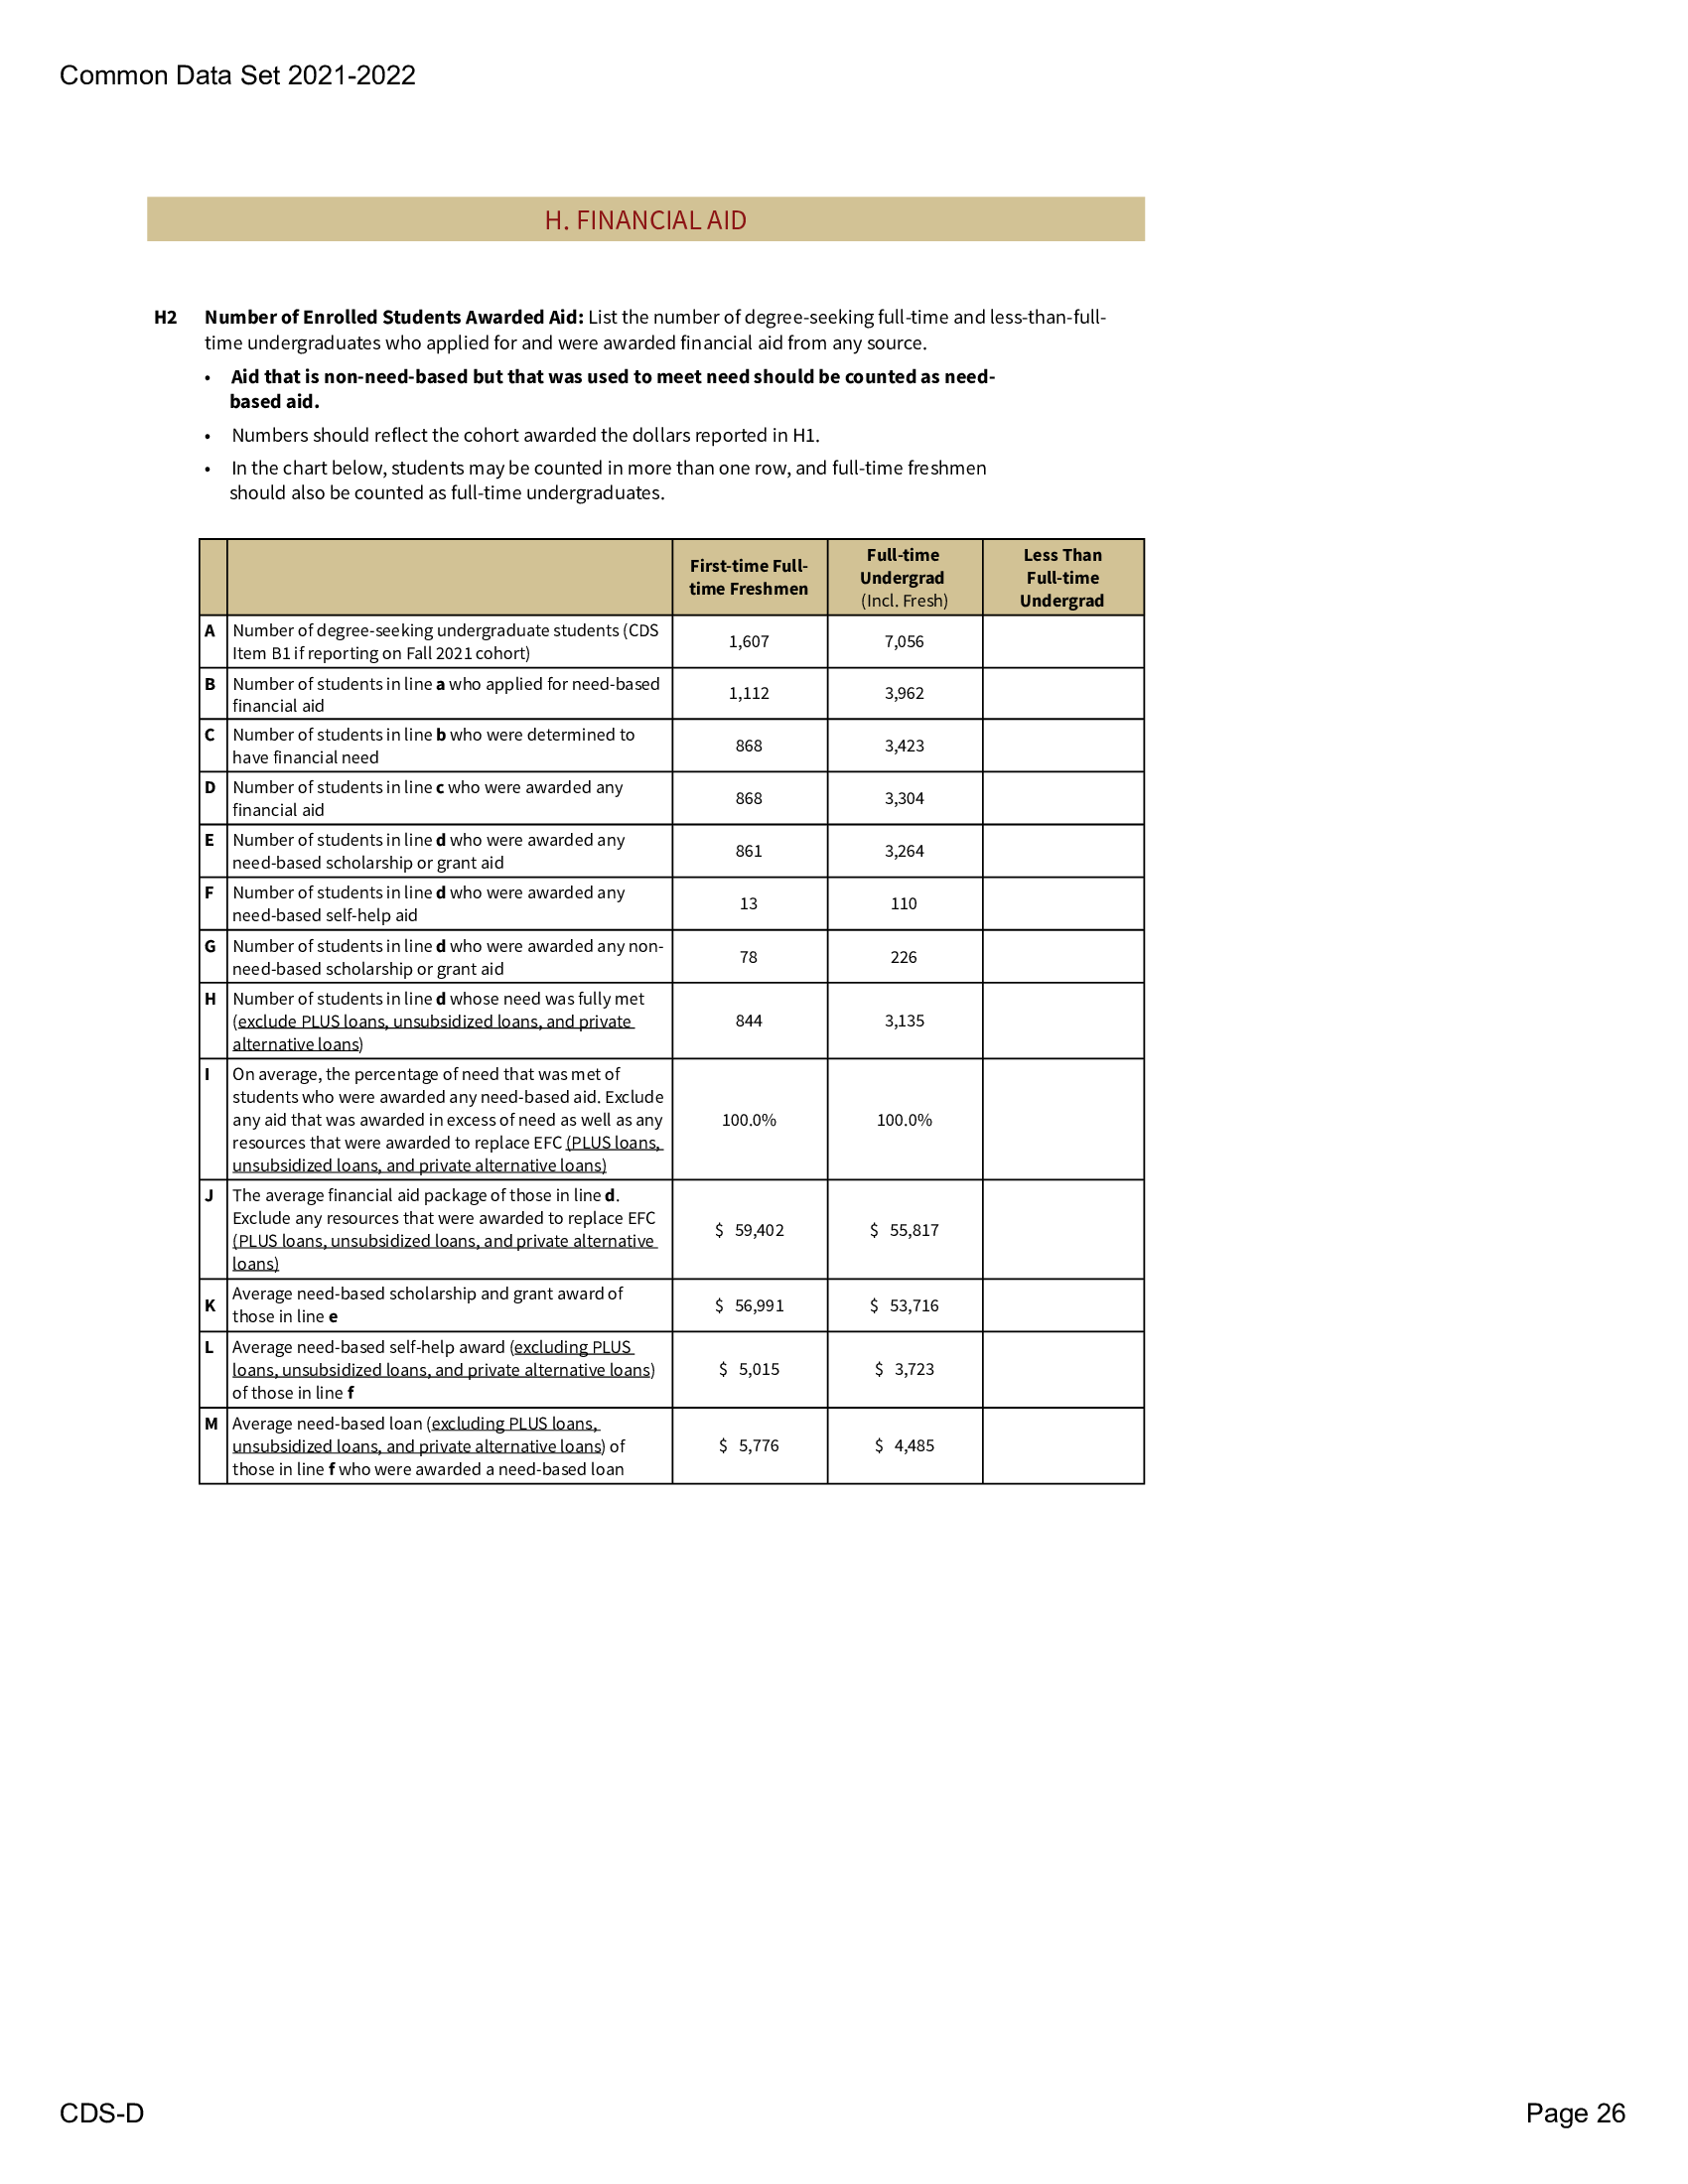 Common Data Set 2021-2022
H. FINANCIAL AID
H2 Number of Enrolled Students Awarded Aid: List the number of degree-seeking full-time and less-than-full-
time undergraduates who applied for and were awarded financial aid from any source.
• Aid that is non-need-based but that was used to meet need should be counted as need-
based aid.
• Numbers should reflect the cohort awarded the dollars reported in H1.
• In the chart below, students may be counted in more than one row, and full-time freshmen
should also be counted as full-time undergraduates.
First-time Full-
time Freshmen
Full-time
Undergrad
(Incl. Fresh)
Less Than
Full-time
Undergrad
A Number of degree-seeking undergraduate students (CDS
Item B1 if reporting on Fall 2021 cohort)
1,607 7,056
B Number of students in line a who applied for need-based
financial aid
1,112 3,962
C Number of students in line b who were determined to
have financial need
868 3,423
D Number of students in line c who were awarded any
financial aid
868 3,304
E Number of students in line d who were awarded any
need-based scholarship or grant aid
861 3,264
F Number of students in line d who were awarded any
need-based self-help aid
13 110
G Number of students in line d who were awarded any non-
need-based scholarship or grant aid
78 226
H Number of students in line d whose need was fully met
(exclude PLUS loans, unsubsidized loans, and private
alternative loans)
844 3,135
I On average, the percentage of need that was met of
students who were awarded any need-based aid. Exclude
any aid that was awarded in excess of need as well as any
resources that were awarded to replace EFC (PLUS loans,
unsubsidized loans, and private alternative loans)
100.0% 100.0%
J The average financial aid package of those in line d.
Exclude any resources that were awarded to replace EFC
(PLUS loans, unsubsidized loans, and private alternative
loans)
$ 59,402 $ 55,817
K Average need-based scholarship and grant award of
those in line e
$ 56,991 $ 53,716
L Average need-based self-help award (excluding PLUS
loans, unsubsidized loans, and private alternative loans)
of those in line f
$ 5,015 $ 3,723
M Average need-based loan (excluding PLUS loans,
unsubsidized loans, and private alternative loans) of
those in line f who were awarded a need-based loan
$ 5,776 $ 4,485
CDS-D Page 26